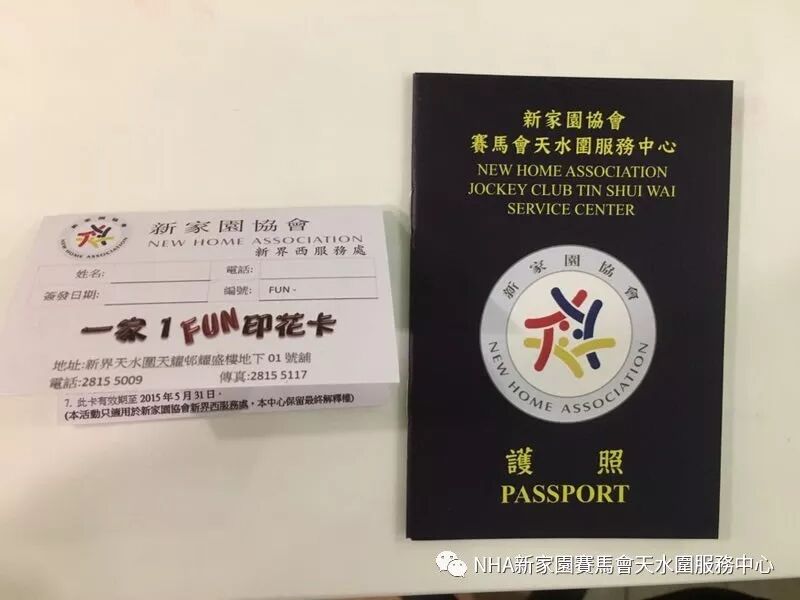 新家園協會
新家園協會
NEW HOME ASSOCIATION
NEW HOME ASSOCIATION
新界西服務處
姓名:
電話:
簽發日期:
編號: FUN -
一家1FUN印花卡
地址:新界天水圍天耀邨耀盛樓地下 01 號舖
電話:2815 5009 傳真:2815 5117
7. 此卡有效期至 2015 年 5 月 31 日。
(本活動只適用於新家園協會新界西服務處，本中心保留最終解釋權)
新家園協會
賽馬會天水圍服務中心
NEW HOME ASSOCIATION
JOCKEY CLUB TIN SHUI WAI
SERVICE CENTER
新家園協會
NEW HOME ASSOCIATION
護照
PASSPORT
NHA新家園賽馬會天水圍服務中心